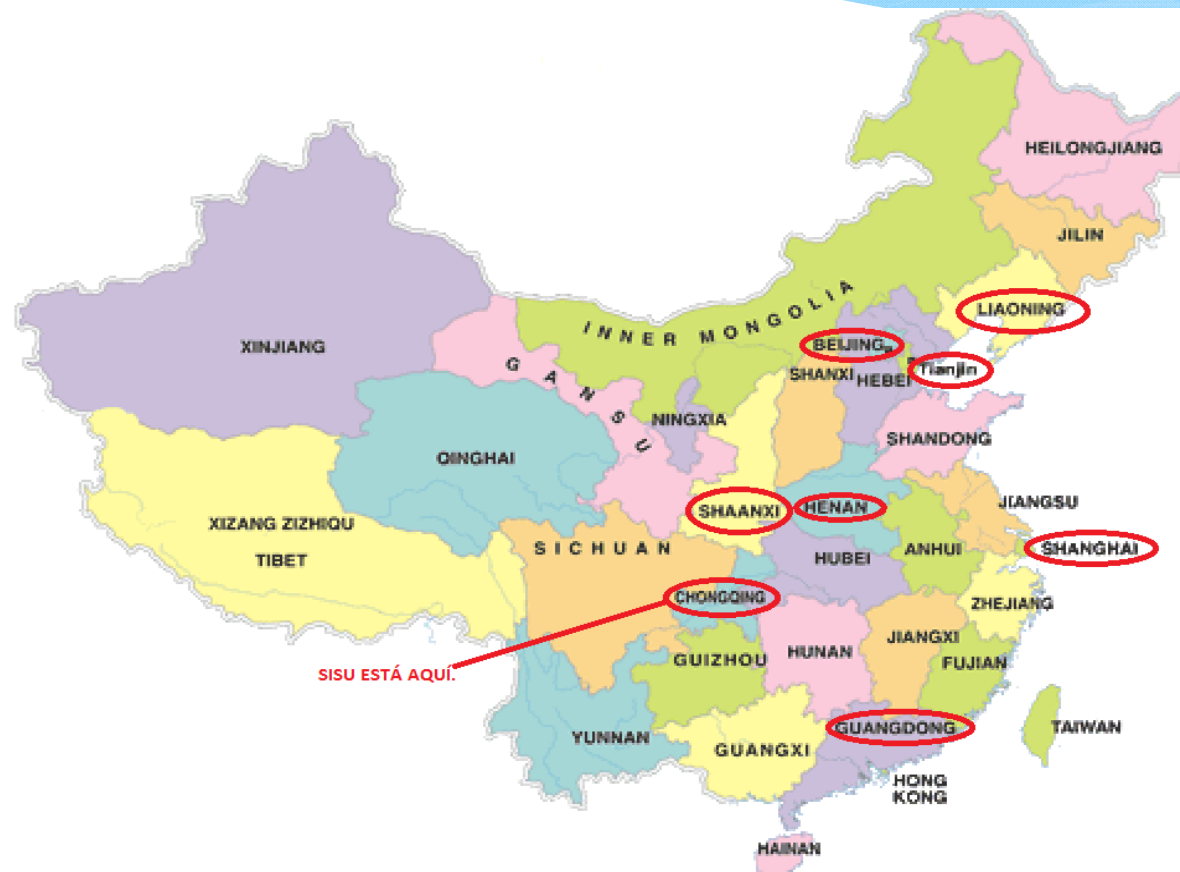 HEILONGJIANG
JILIN
LIAONING
INNER MONGOLIA
BEIJING
Tianjin
XINJIANG
GANSU
SHANXI
HEBEI
NINGXIA
SHANDONG
QINGHAI
SHAANXI
HENAN
JIANGSU
XIZANG ZIZHIQU
TIBET
SICHUAN
HUBEI
ANHUI
SHANGHAI
CHONGQING
ZHEJIANG
JIANGXI
HUNAN
GUIZHOU
FUJIAN
SISU ESTÁ AQUÍ.
YUNNAN
GUANGXI
GUANGDONG
TAIWAN
HONG
KONG
HAINAN